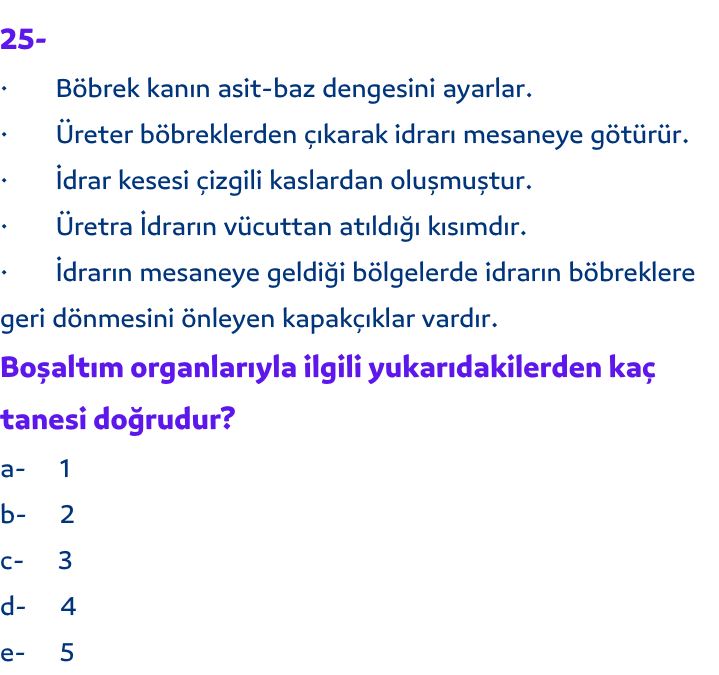 25-
· Böbrek kanın asit-baz dengesini ayarlar.
· Üreter böbreklerden çıkarak idrarı mesaneye götürür.
· İdrar kesesi çizgili kaslardan oluşmuştur.
· Üretra İdrarın vücuttan atıldığı kısımdır.
· İdrarın mesaneye geldiği bölgelerde idrarın böbreklere
geri dönmesini önleyen kapakçıklar vardır.
Boşaltım organlarıyla ilgili yukarıdakilerden kaç
tanesi doğrudur?
a- 1
b- 2
c- 3
d- 4
e- 5